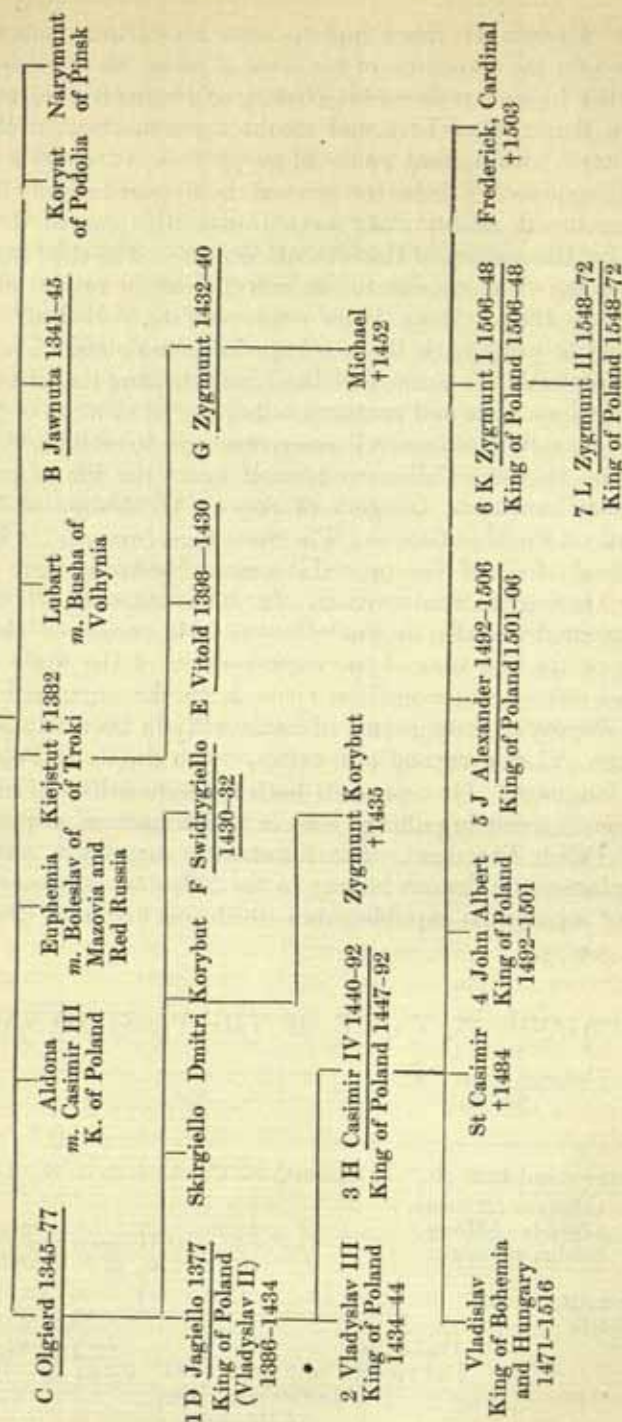 C Olgierd 1345–77
Aldona
m. Casimir III
K. of Poland
Euphemia
m. Boleslav of
Mazovia and
Red Russia
Kiejstut †1382
of Troki
Lubart
m. Busha of
Volhynia
B Jawnuta 1341–45
Koryat
of Podolia
Narymunt
of Pinsk
1 D Jagiello 1377
King of Poland
(Vladyslav II)
1386–1434
Skirgiello
Dmitri Korybut
F Swidrygiello
1430–32
E Vitold 1398—1430
G Zygmunt 1432–40
2 Vladyslav III
King of Poland
1434–44
3 H Casimir IV 1440–92
King of Poland 1447–92
Zygmunt Korybut
†1435
Michael
†1452
Vladislav
King of Bohemia
and Hungary
1471–1516
St Casimir
†1484
4 John Albert
King of Poland
1492–1501
5 J Alexander 1492–1506
King of Poland 1501–06
6 K Zygmunt I 1506–48
King of Poland 1506–48
Frederick, Cardinal
†1503
7 L Zygmunt II 1548–72
King of Poland 1548–72